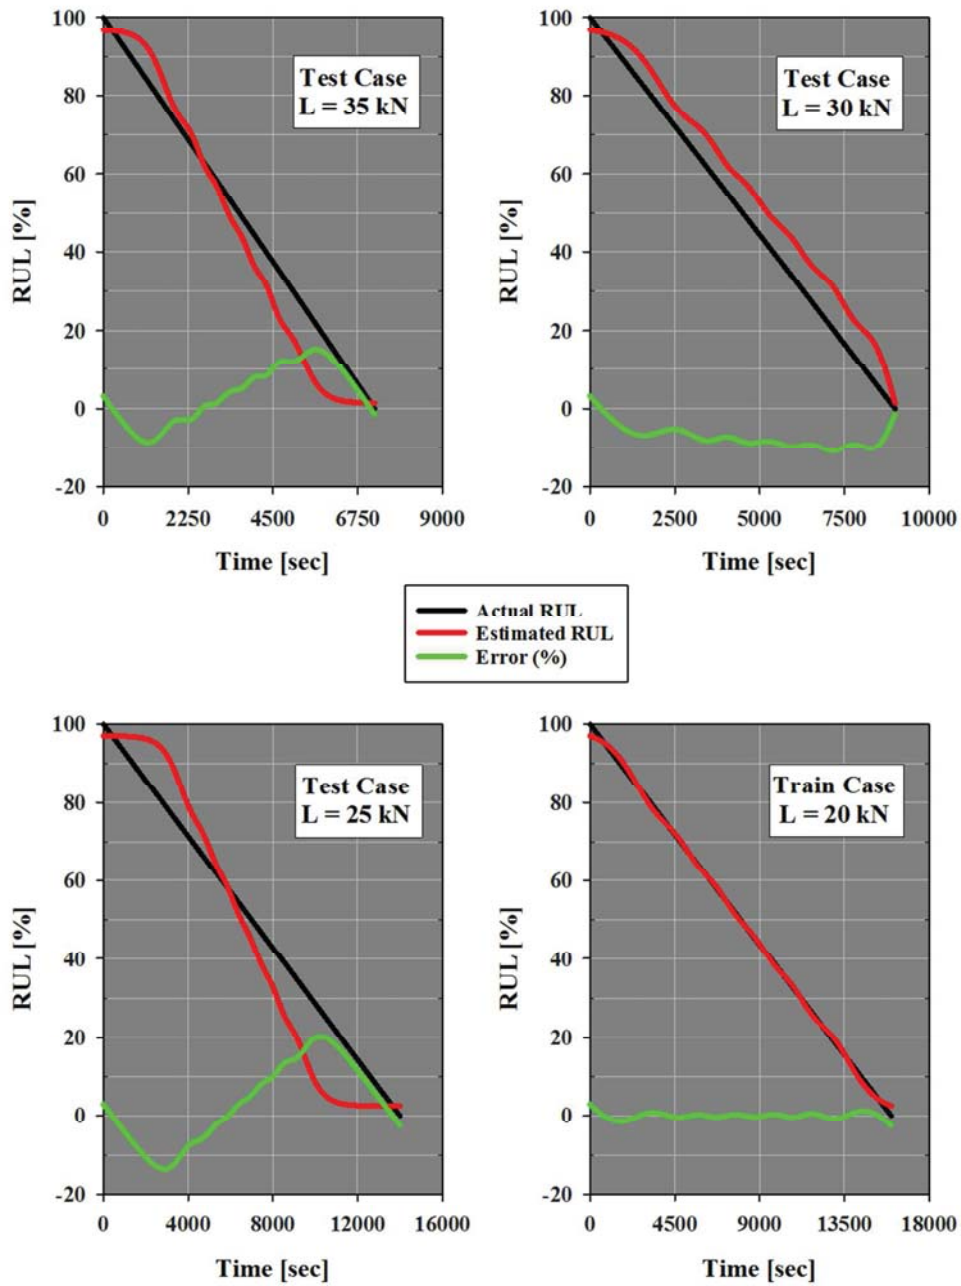 100
80
60
40
20
0
-20
RUL [%]
Test Case
L = 35 kN
0 2250 4500 6750 9000
Time [sec]
100
80
60
40
20
0
-20
RUL [%]
Test Case
L = 30 kN
0 2500 5000 7500 10000
Time [sec]
Actual RUL
Estimated RUL
Error (%)
100
80
60
40
20
0
-20
RUL [%]
Test Case
L = 25 kN
0 4000 8000 12000 16000
Time [sec]
100
80
60
40
20
0
-20
RUL [%]
Train Case
L = 20 kN
0 4500 9000 13500 18000
Time [sec]